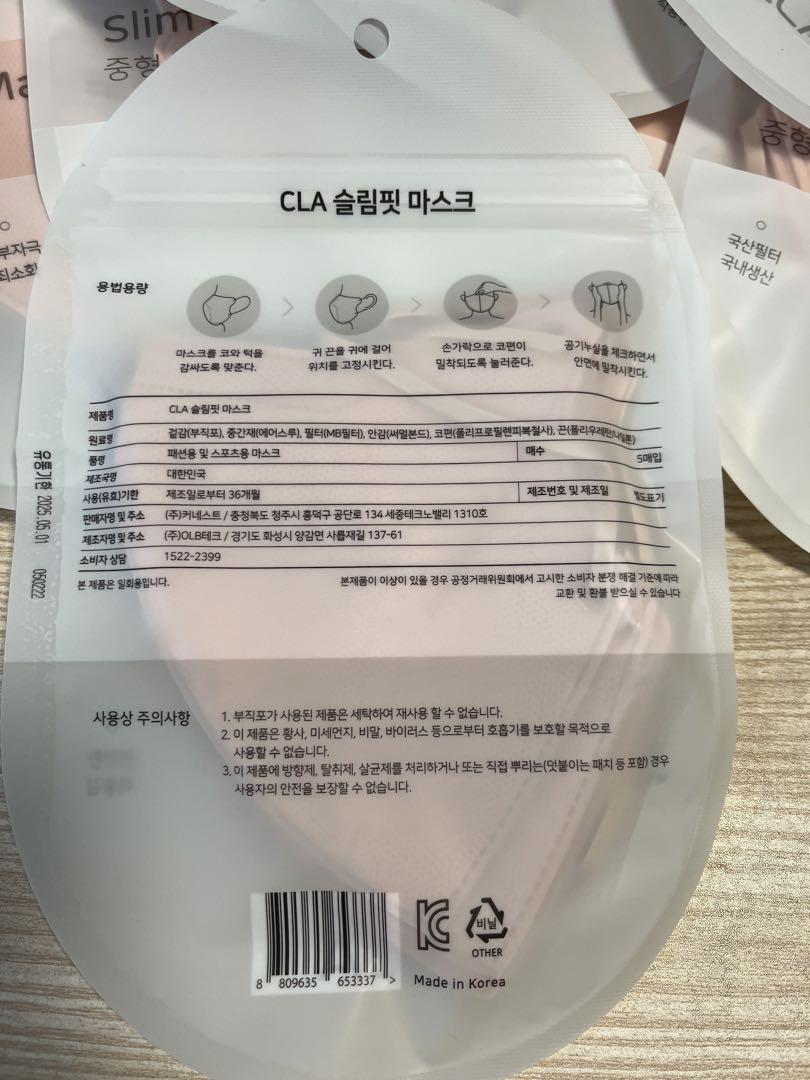 Slim
중형
Ma
중형
부자극
최소화
국산필터
국내생산
CLA 슬림핏 마스크
용법용량
마스크를 코와 턱을
감싸도록 맞춘다.
귀 끈을 귀에 걸어
위치를 고정시킨다.
손가락으로 코편이
밀착되도록 눌러준다.
공기누실을 체크하면서
안면에 밀착시킨다.
제품명 CLA 슬림핏 마스크
원료명 겉감(부직포), 중간재(에어스루), 필터(MB필터), 안감(써멀본드), 코편(폴리프로필렌피복철사), 끈(폴리우레탄/나일론)
품명 패션용 및 스포츠용 마스크 매수 5매입
제조국명 대한민국
사용(유효)기한 제조일로부터 36개월 제조번호 및 제조일 별도표기
판매자명 및 주소 (주)커네스트 / 충청북도 청주시 흥덕구 공단로 134 세중테크노밸리 1310호
제조자명 및 주소 (주)OLB테크 / 경기도 화성시 양감면 사릅재길 137-61
소비자 상담 1522-2399
본 제품은 일회용입니다. 본제품이 이상이 있을 경우 공정거래위원회에서 고시한 소비자 분쟁 해결 기준에 따라
교환 및 환불 받으실 수 있습니다
유통기한 2025.05.01 050222
사용상 주의사항
1. 부직포가 사용된 제품은 세탁하여 재사용 할 수 없습니다.
2. 이 제품은 황사, 미세먼지, 비말, 바이러스 등으로부터 호흡기를 보호할 목적으로
사용할 수 없습니다.
3. 이 제품에 방향제, 탈취제, 살균제를 처리하거나 또는 직접 뿌리는(덧붙이는 패치 등 포함) 경우
사용자의 안전을 보장할 수 없습니다.
8 809635 653337 >
비닐
OTHER
Made in Korea